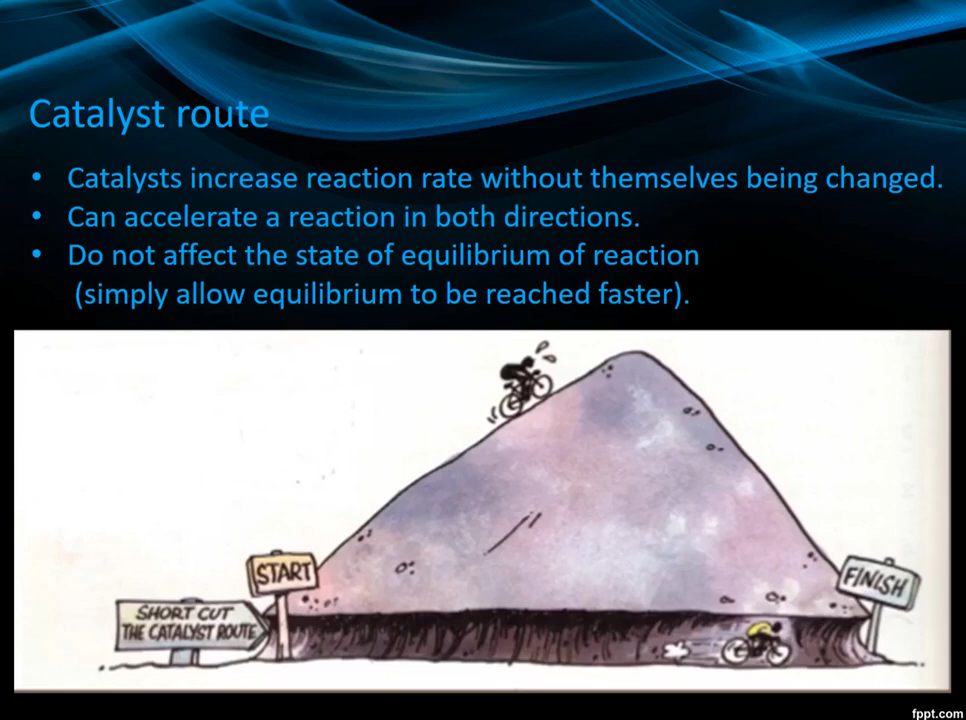 Catalyst route
• Catalysts increase reaction rate without themselves being changed.
• Can accelerate a reaction in both directions.
• Do not affect the state of equilibrium of reaction
(simply allow equilibrium to be reached faster).
START
FINISH
SHORT CUT
THE CATALYST ROUTE
fppt.com